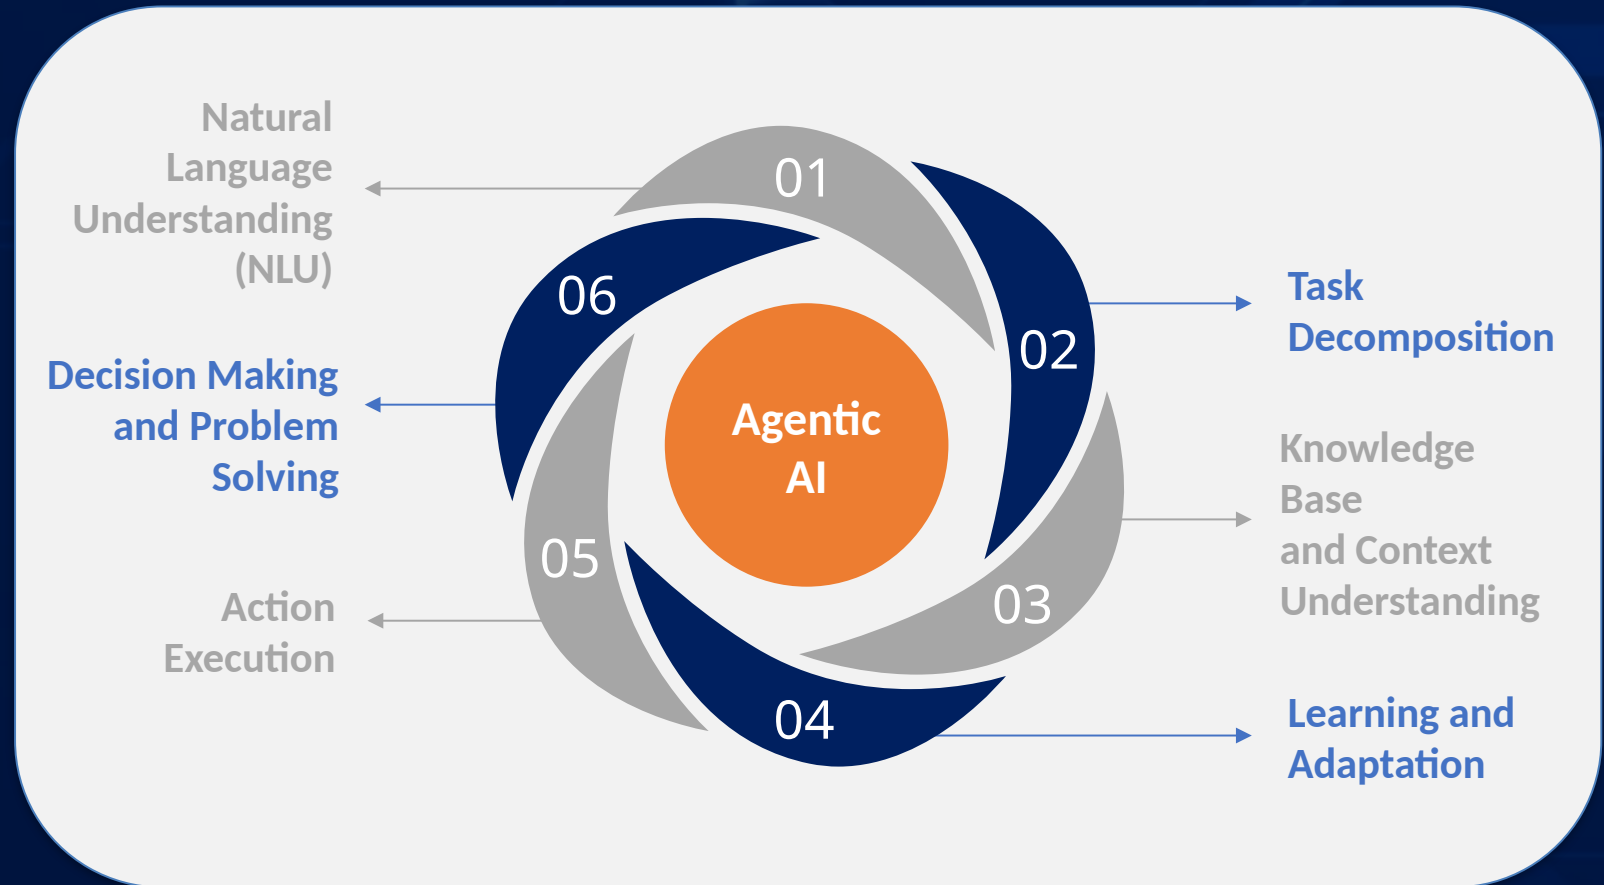 Natural
Language
Understanding
(NLU)
01
06
02
Task
Decomposition
Decision Making
and Problem
Solving
Agentic
AI
Knowledge
Base
and Context
Understanding
05
03
Action
Execution
04
Learning and
Adaptation